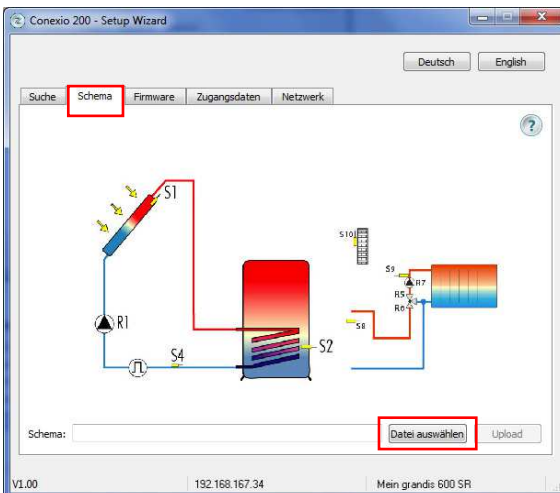 Conexio 200 - Setup Wizard
Deutsch English
Suche Schema Firmware Zugangsdaten Netzwerk
?
S1
S10
S9
R7
R5
R6
R1
S8
S2
S4
Schema: Datei auswählen Upload
V1.00 192.168.167.34 Mein grandis 600 SR